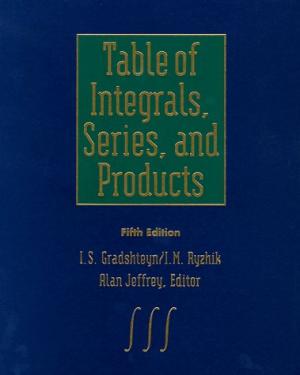 Table of
Integrals,
Series, and
Products
Fifth Edition
I.S. Gradshteyn/I.M. Ryzhik
Alan Jeffrey, Editor
∫∫∫